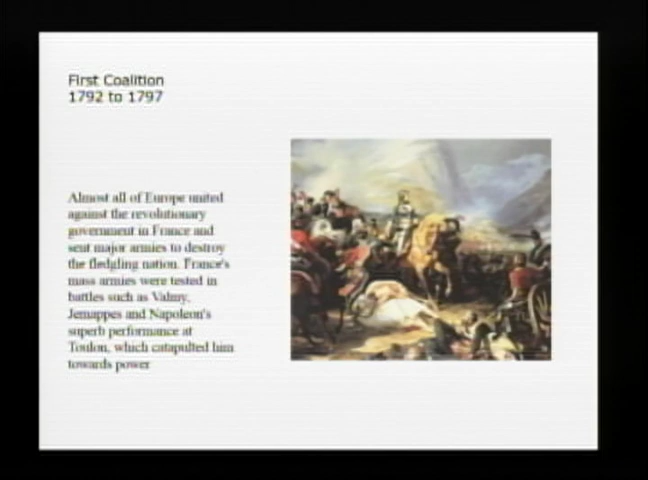 First Coalition
1792 to 1797
Almost all of Europe united
against the revolutionary
government in France and
sent major armies to destroy
the fledgling nation. France's
mass armies were tested in
battles such as Valmy,
Jemappes and Napoleon's
superb performance at
Toulon, which catapulted him
towards power